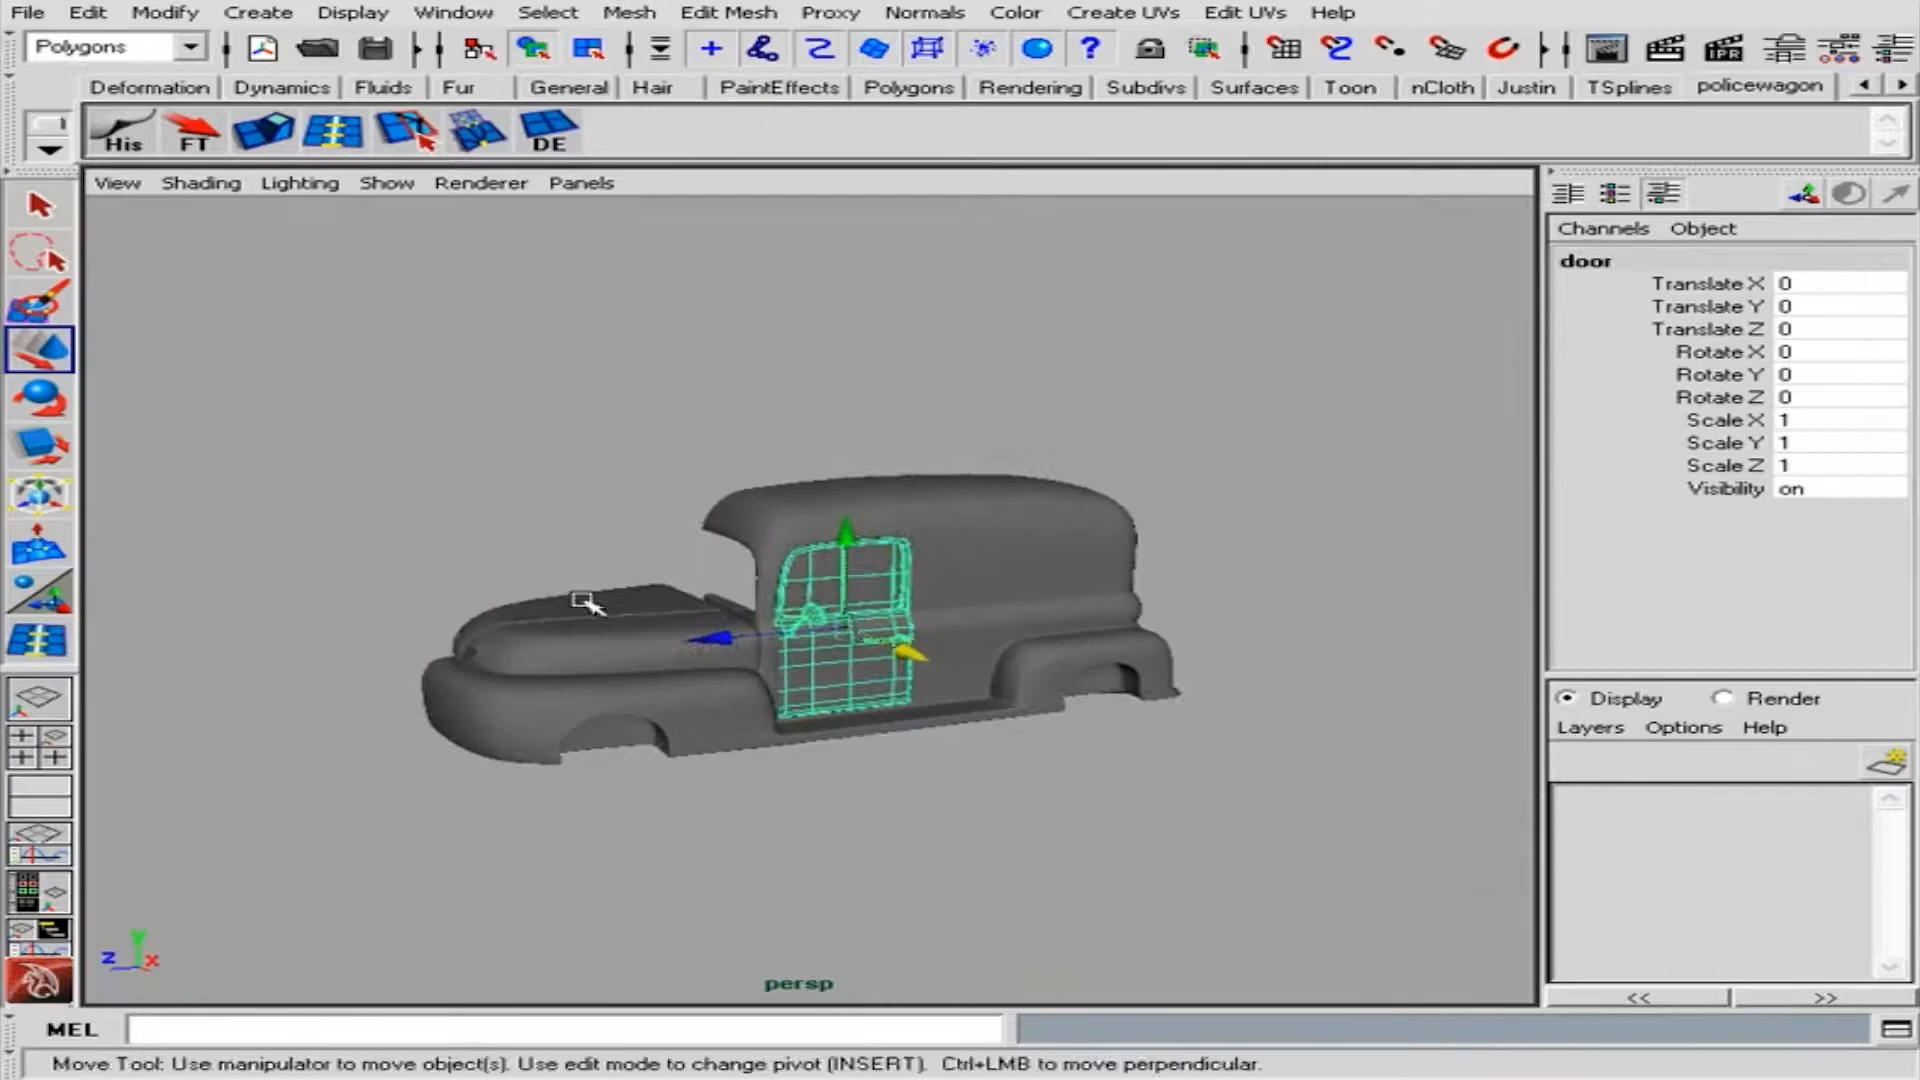 File Edit Modify Create Display Window Select Mesh Edit Mesh Proxy Normals Color Create UVs Edit UVs Help
Polygons
?
IPR
Deformation Dynamics Fluids Fur General Hair PaintEffects Polygons Rendering Subdivs Surfaces Toon nCloth Justin TSplines policewagon
His FT DE
View Shading Lighting Show Renderer Panels
Channels Object
door
Translate X 0
Translate Y 0
Translate Z 0
Rotate X 0
Rotate Y 0
Rotate Z 0
Scale X 1
Scale Y 1
Scale Z 1
Visibility on
Display Render
Layers Options Help
Y
Z X
persp
<< >>
MEL
Move Tool: Use manipulator to move object(s). Use edit mode to change pivot (INSERT). Ctrl+LMB to move perpendicular.